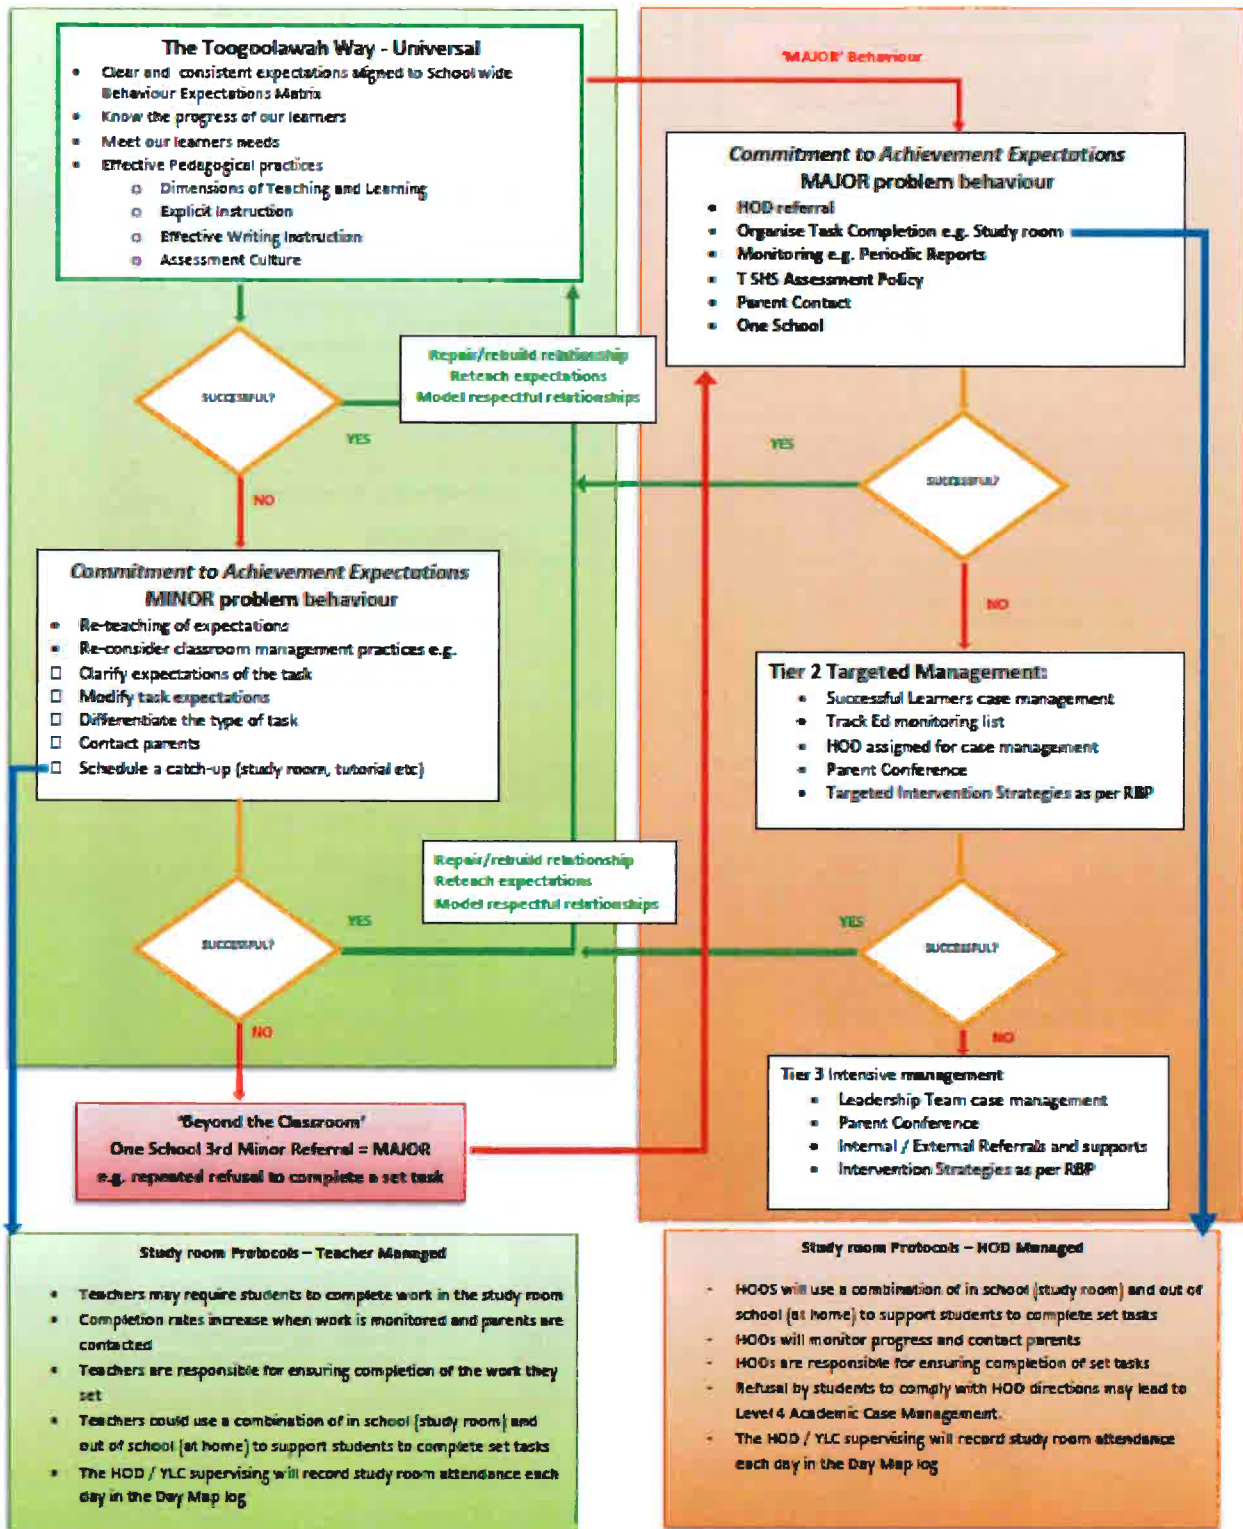 The Toogoolawah Way - Universal
• Clear and consistent expectations aligned to School wide
Behaviour Expectations Matrix
• Know the progress of our learners
• Meet our learners needs
• Effective Pedagogical practices
o Dimensions of Teaching and Learning
o Explicit Instruction
o Effective Writing Instruction
o Assessment Culture
SUCCESSFUL?
YES
Repair/rebuild relationship
Reteach expectations
Model respectful relationships
NO
Commitment to Achievement Expectations
MINOR problem behaviour
• Re-teaching of expectations
• Re-consider classroom management practices e.g.
□ Clarify expectations of the task
□ Modify task expectations
□ Differentiate the type of task
□ Contact parents
□ Schedule a catch-up (study room, tutorial etc)
SUCCESSFUL?
YES
Repair/rebuild relationship
Reteach expectations
Model respectful relationships
NO
'Beyond the Classroom'
One School 3rd Minor Referral = MAJOR
e.g. repeated refusal to complete a set task
'MAJOR' Behaviour
Commitment to Achievement Expectations
MAJOR problem behaviour
• HOD referral
• Organise Task Completion e.g. Study room
• Monitoring e.g. Periodic Reports
• T SHS Assessment Policy
• Parent Contact
• One School
SUCCESSFUL?
YES
NO
Tier 2 Targeted Management:
• Successful Learners case management
• Track Ed monitoring list
• HOD assigned for case management
• Parent Conference
• Targeted Intervention Strategies as per RBP
SUCCESSFUL?
YES
NO
Tier 3 Intensive management
• Leadership Team case management
• Parent Conference
• Internal / External Referrals and supports
• Intervention Strategies as per RBP
Study room Protocols – Teacher Managed
• Teachers may require students to complete work in the study room
• Completion rates increase when work is monitored and parents are
contacted
• Teachers are responsible for ensuring completion of the work they
set
• Teachers could use a combination of in school (study room) and
out of school (at home) to support students to complete set tasks
• The HOD / YLC supervising will record study room attendance each
day in the Day Map log
Study room Protocols – HOD Managed
- HODS will use a combination of in school (study room) and out of
school (at home) to support students to complete set tasks
- HODs will monitor progress and contact parents
- HODs are responsible for ensuring completion of set tasks
- Refusal by students to comply with HOD directions may lead to
Level 4 Academic Case Management.
- The HOD / YLC supervising will record study room attendance
each day in the Day Map log